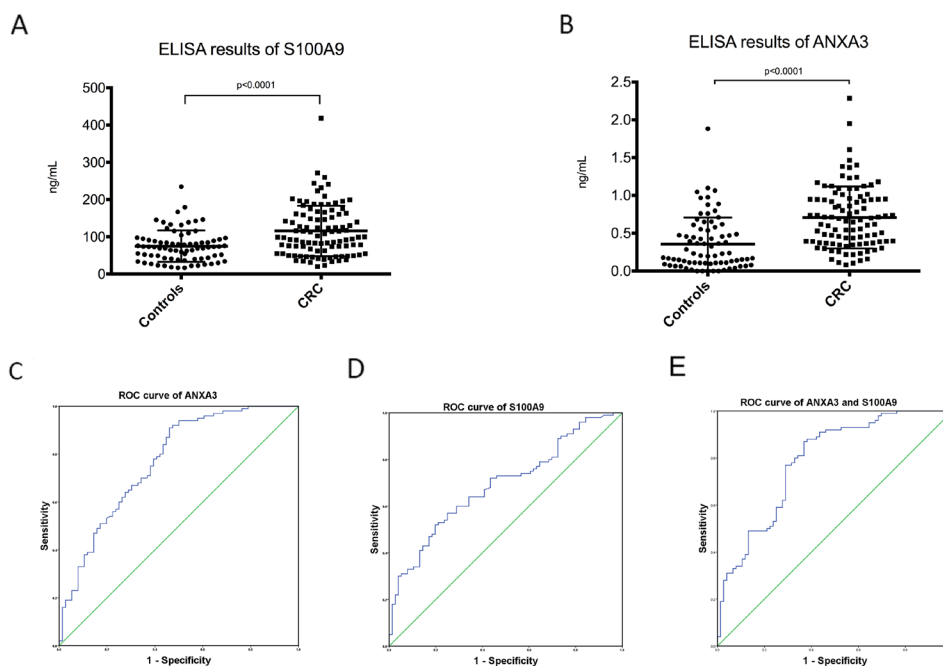 A
ELISA results of S100A9
p<0.0001
500
400
300
200
100
0
ng/mL
Controls
CRC
B
ELISA results of ANXA3
p<0.0001
2.5
2.0
1.5
1.0
0.5
0.0
ng/mL
Controls
CRC
C
ROC curve of ANXA3
Sensitivity
1 - Specificity
D
ROC curve of S100A9
Sensitivity
1 - Specificity
E
ROC curve of ANXA3 and S100A9
Sensitivity
1 - Specificity